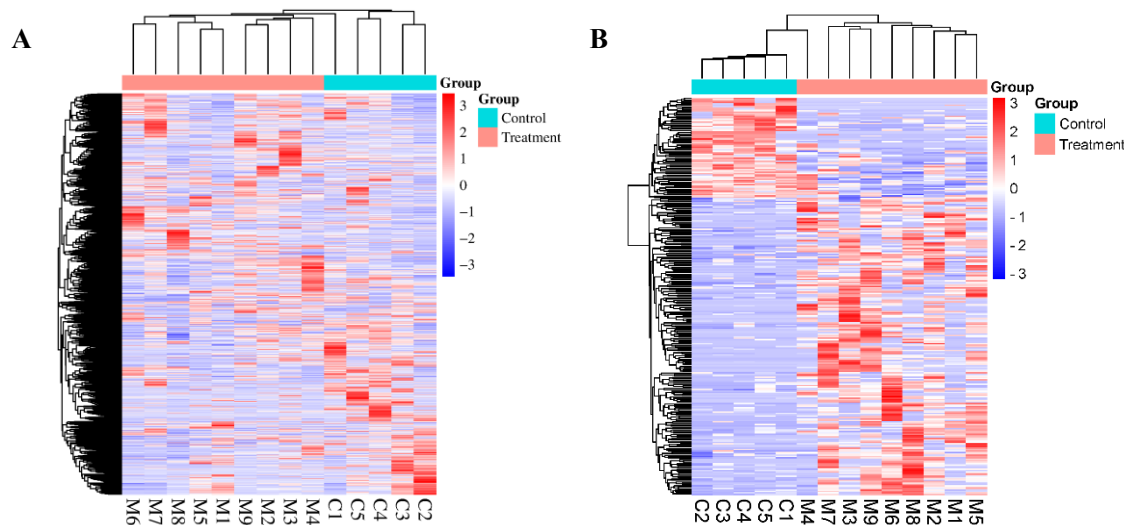 A
Group
3
2
1
0
−1
−2
−3
Group
Control
Treatment
M6 M7 M8 M5 M1 M9 M2 M3 M4 C1 C5 C4 C3 C2
B
Group
3
2
1
0
-1
-2
-3
Group
Control
Treatment
C2 C3 C4 C5 C1 M4 M7 M3 M9 M6 M8 M2 M1 M5